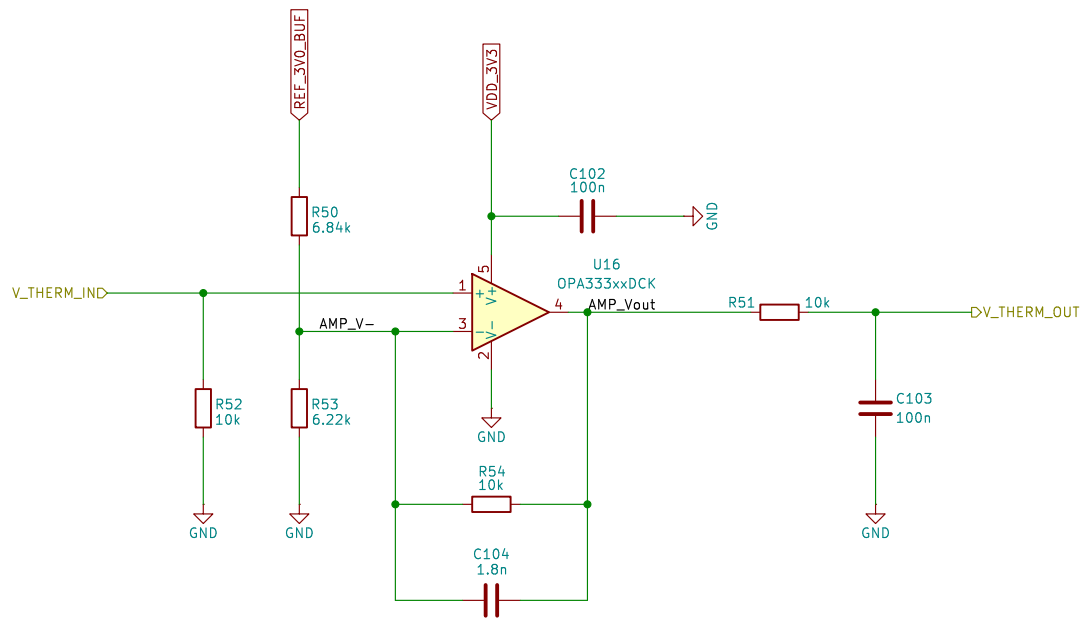 REF_3V0_BUF
VDD_3V3
C102
100n
GND
R50
6.84k
U16
OPA333xxDCK
V_THERM_IN
1
+
5
V+
4
AMP_Vout
R51
10k
V_THERM_OUT
AMP_V-
3
-
V-
2
R52
10k
R53
6.22k
C103
100n
GND
R54
10k
GND
GND
GND
C104
1.8n